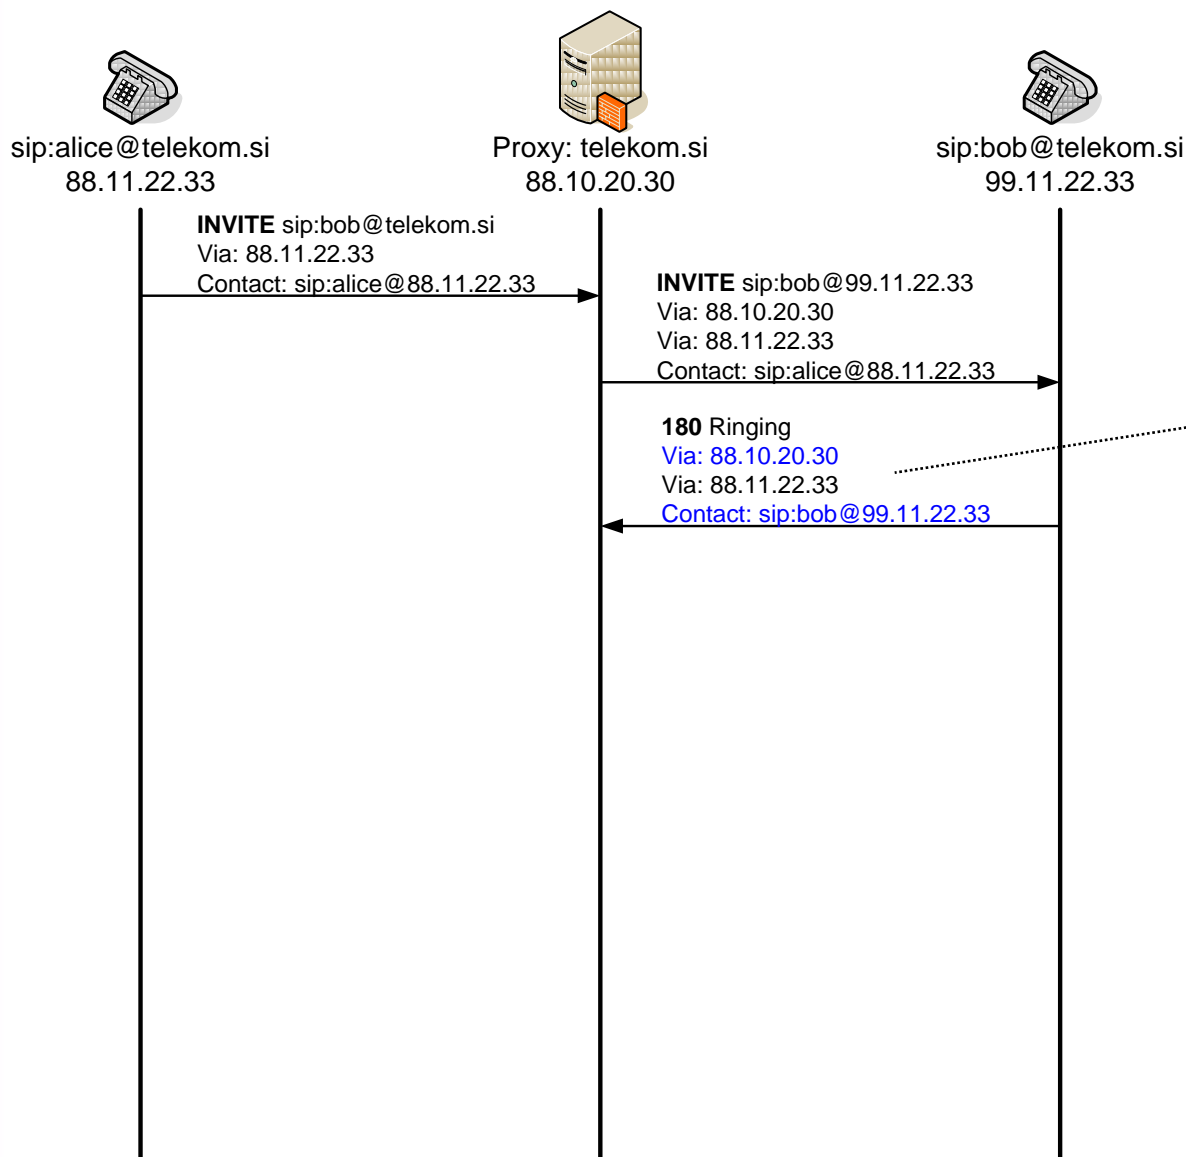 sip:alice@telekom.si
88.11.22.33
Proxy: telekom.si
88.10.20.30
sip:bob@telekom.si
99.11.22.33
INVITE sip:bob@telekom.si
Via: 88.11.22.33
Contact: sip:alice@88.11.22.33
INVITE sip:bob@99.11.22.33
Via: 88.10.20.30
Via: 88.11.22.33
Contact: sip:alice@88.11.22.33
180 Ringing
Via: 88.10.20.30
Via: 88.11.22.33
Contact: sip:bob@99.11.22.33